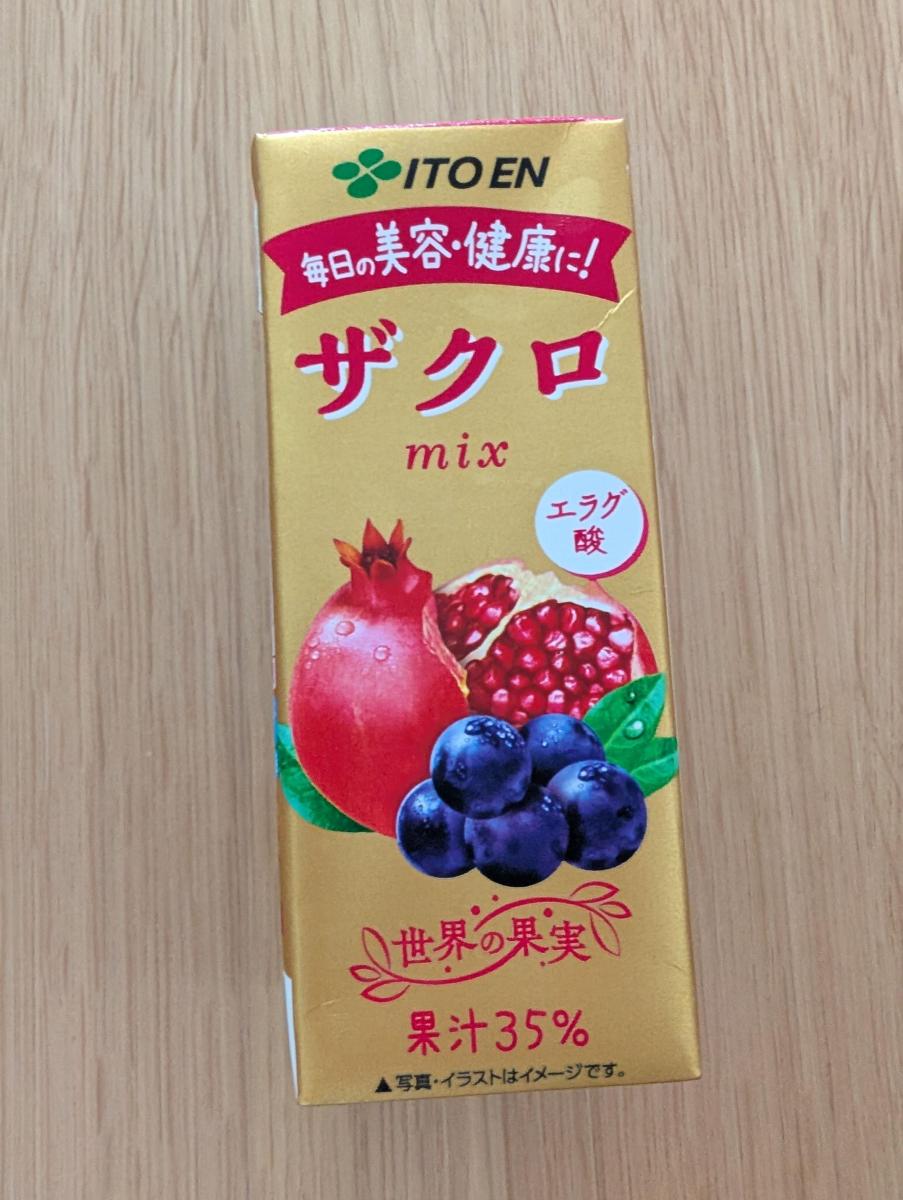 ITO EN
毎日の美容・健康に!
ザクロ
mix
エラグ
酸
世界の果実
果汁35%
▲写真・イラストはイメージです。